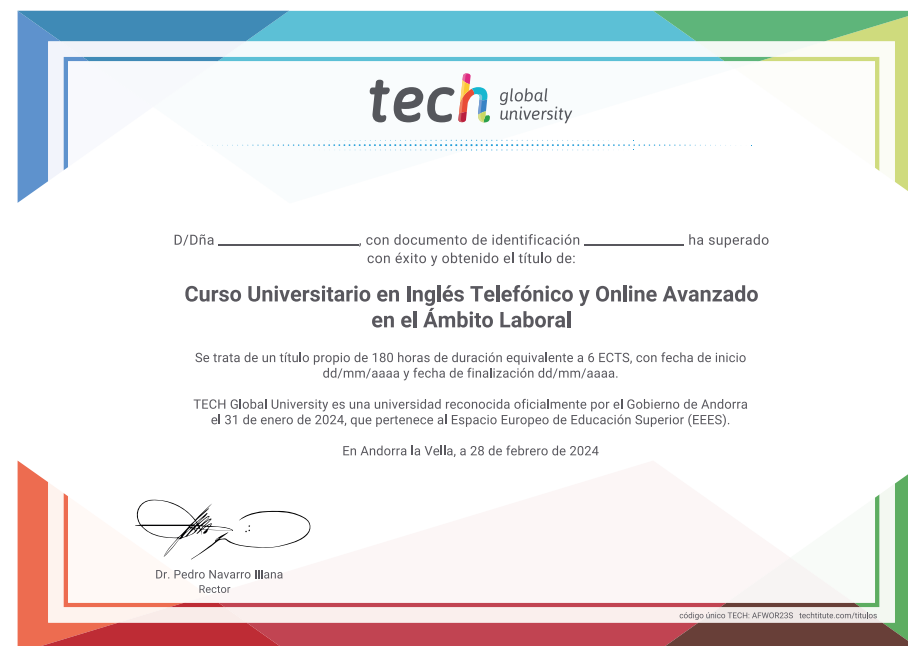 tech global university
D/Dña ____________________, con documento de identificación ______________ ha superado
con éxito y obtenido el título de:
Curso Universitario en Inglés Telefónico y Online Avanzado
en el Ámbito Laboral
Se trata de un título propio de 180 horas de duración equivalente a 6 ECTS, con fecha de inicio
dd/mm/aaaa y fecha de finalización dd/mm/aaaa.
TECH Global University es una universidad reconocida oficialmente por el Gobierno de Andorra
el 31 de enero de 2024, que pertenece al Espacio Europeo de Educación Superior (EEES).
En Andorra la Vella, a 28 de febrero de 2024
Dr. Pedro Navarro Illana
Rector
código único TECH: AFWOR23S techtitute.com/titulos